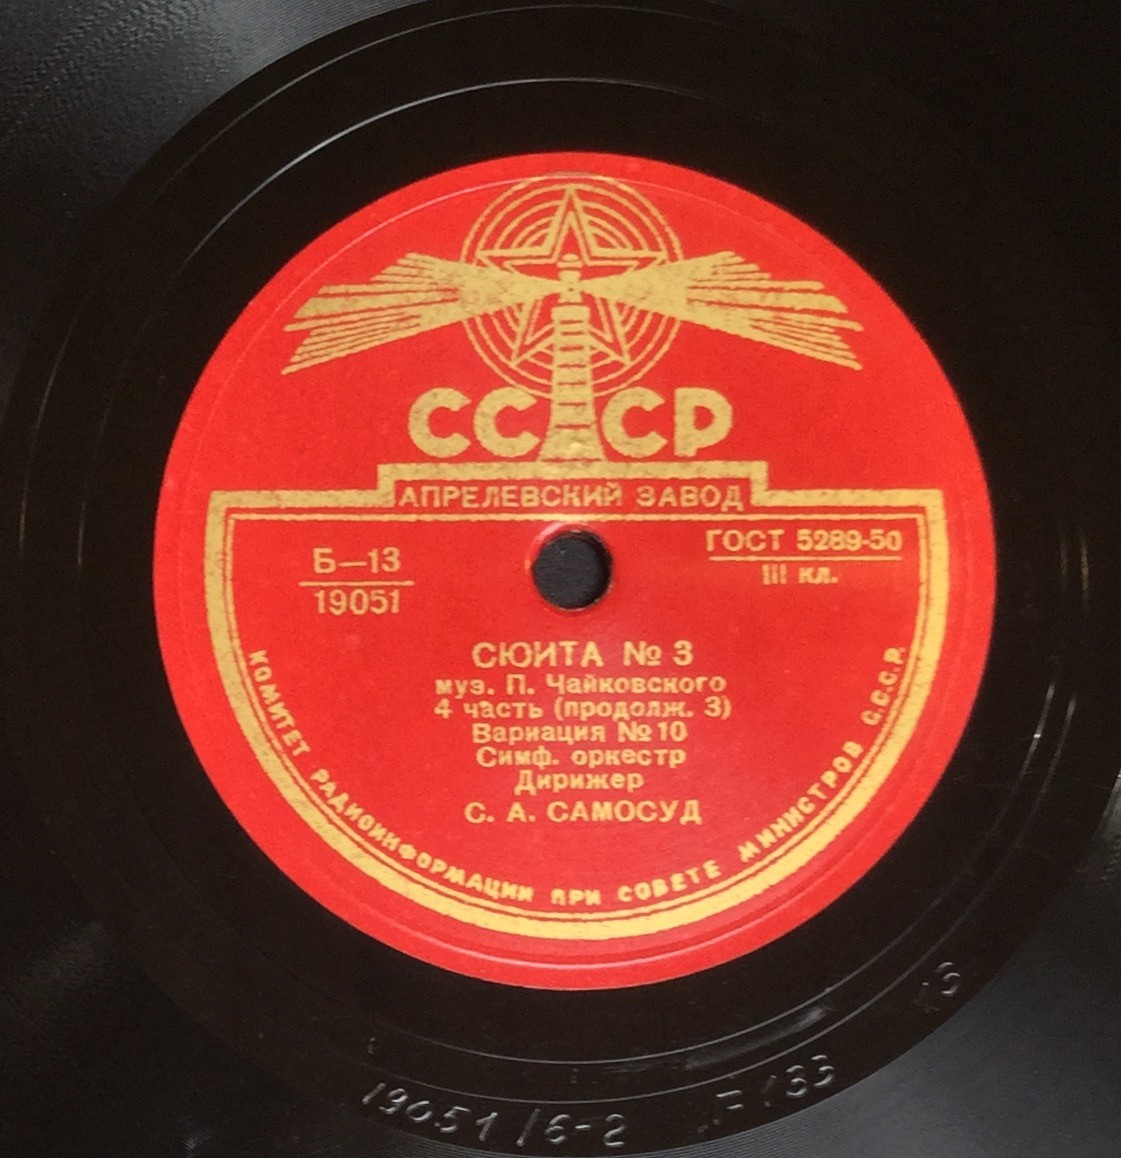 СССР
АПРЕЛЕВСКИЙ ЗАВОД
Б—13
19051
ГОСТ 5289-50
III кл.
СЮИТА № 3
муз. П. Чайковского
4 часть (продолж. 3)
Вариация № 10
Симф. оркестр
Дирижер
С. А. САМОСУД
КОМИТЕТ РАДИОИНФОРМАЦИИ ПРИ СОВЕТЕ МИНИСТРОВ С.С.С.Р.
19051/6-2